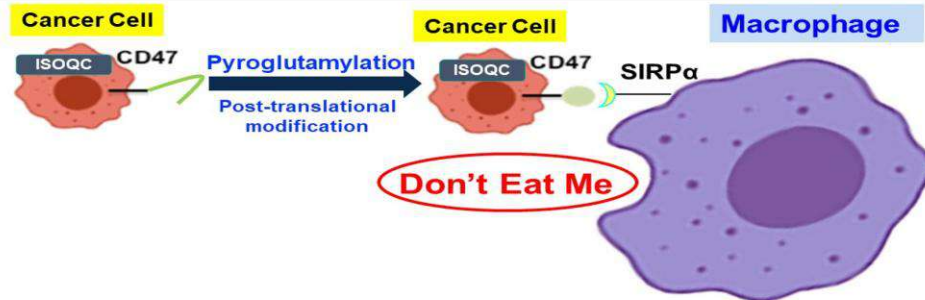 Cancer Cell
ISOQC
CD47
Pyroglutamylation
Post-translational
modification
Cancer Cell
ISOQC
CD47
SIRPα
Macrophage
Don't Eat Me